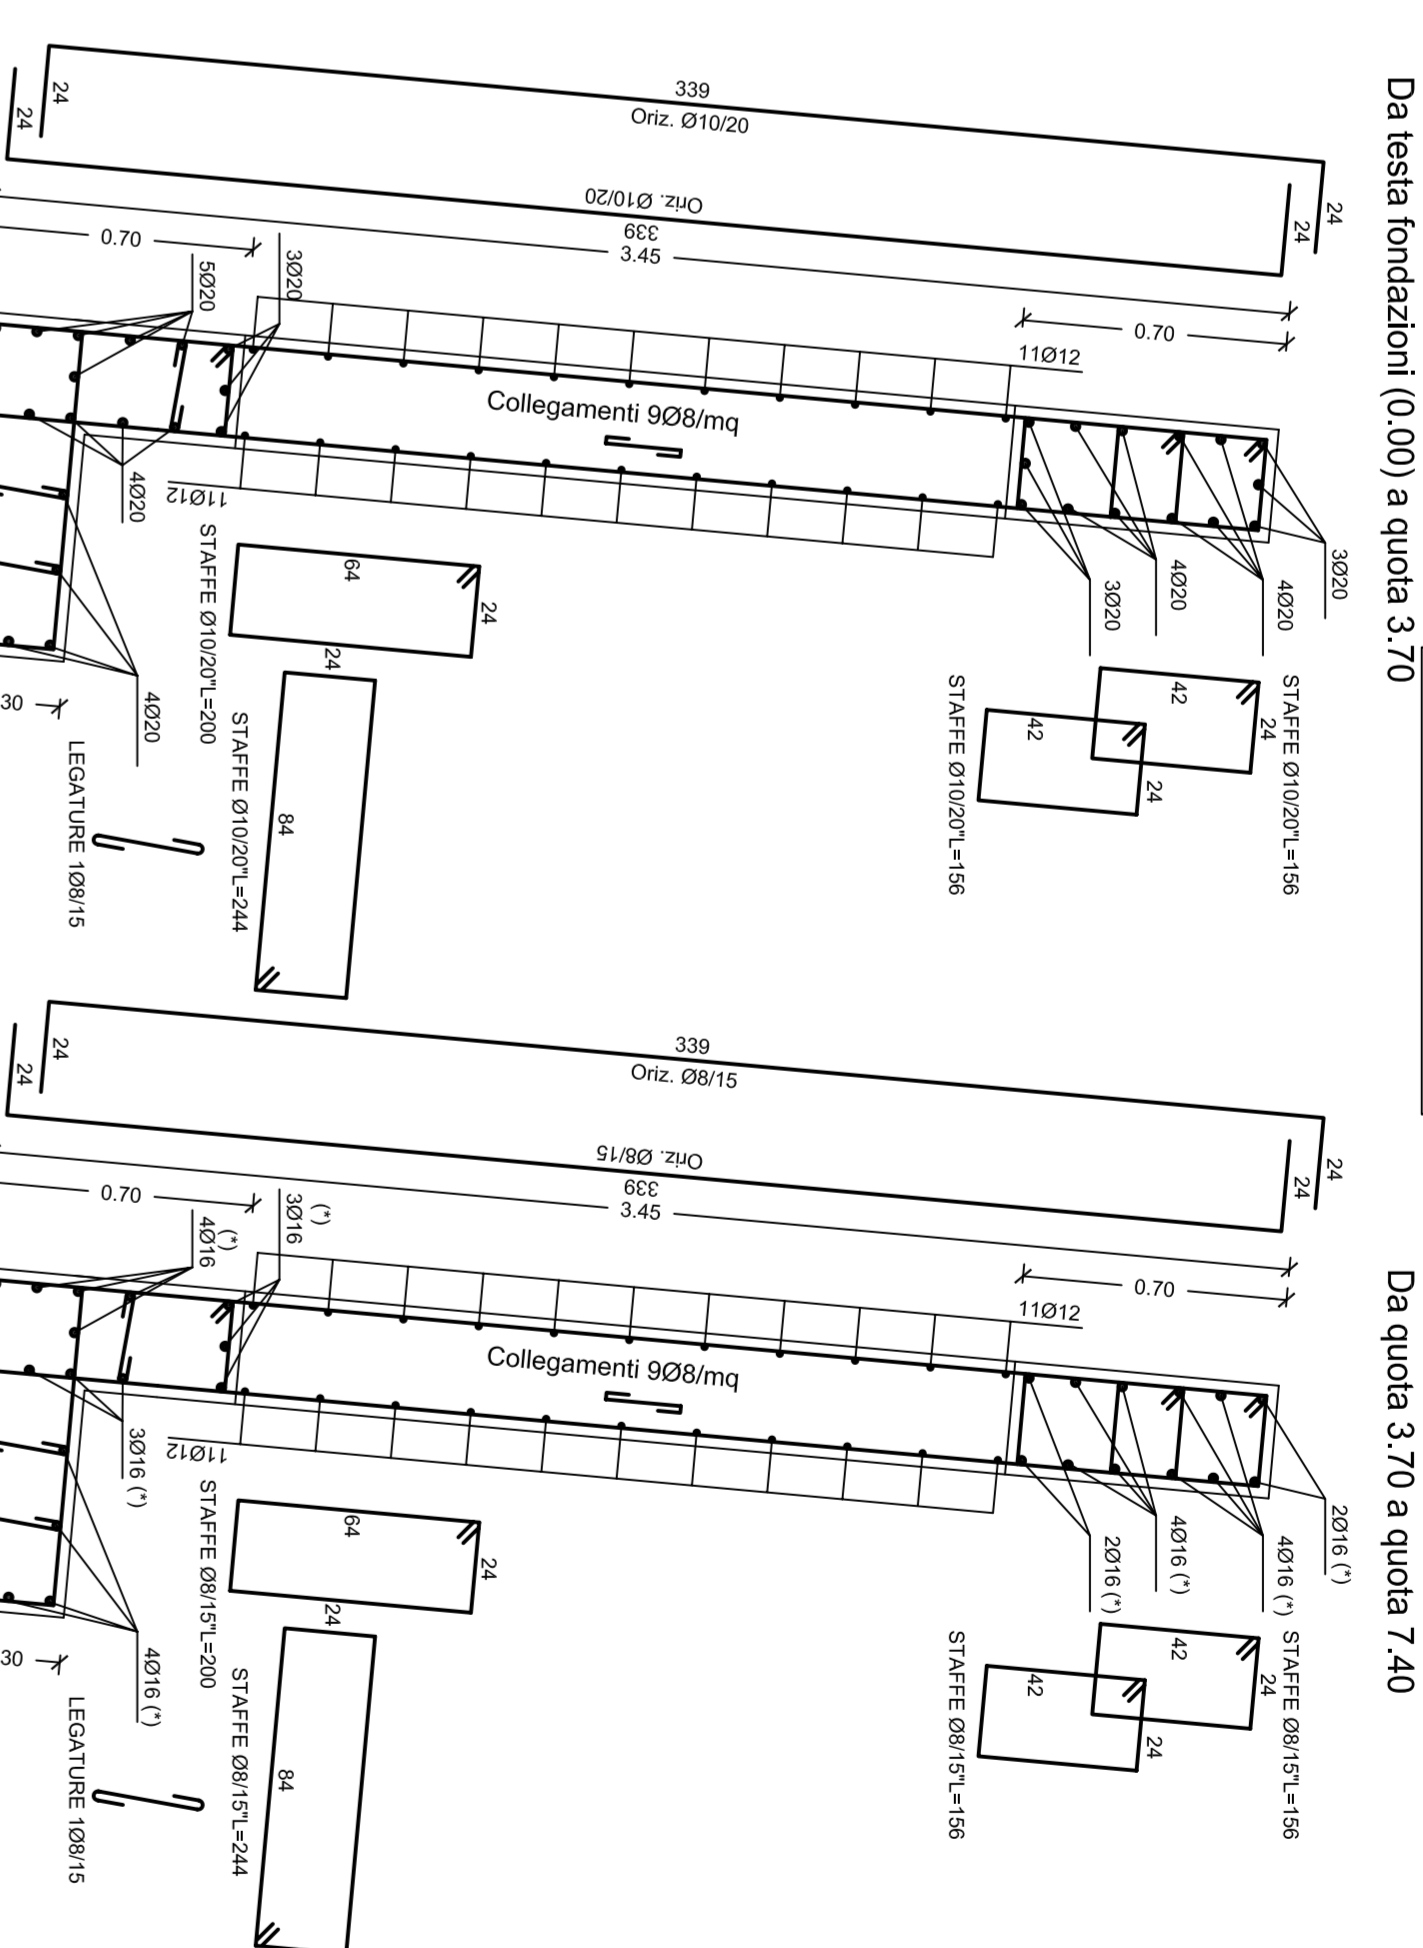 Da testa fondazioni (0.00) a quota 3.70
339
Oriz. Ø10/20
24
24
24
24
Oriz. Ø10/20
339
3.45
0.70
0.70
5Ø20
3Ø20
11Ø12
Collegamenti 9Ø8/mq
11Ø12
4Ø20
3Ø20
4Ø20
4Ø20
3Ø20
64
24
STAFFE Ø10/20"L=200
24
84
STAFFE Ø10/20"L=244
42
24
STAFFE Ø10/20"L=156
42
24
STAFFE Ø10/20"L=156
4Ø20
30
LEGATURE 1Ø8/15
Da quota 3.70 a quota 7.40
339
Oriz. Ø8/15
24
24
24
24
Oriz. Ø8/15
339
3.45
0.70
0.70
4Ø16
(*)
3Ø16
(*)
11Ø12
Collegamenti 9Ø8/mq
11Ø12
3Ø16 (*)
2Ø16 (*)
4Ø16 (*)
4Ø16 (*)
2Ø16 (*)
64
24
STAFFE Ø8/15"L=200
24
84
STAFFE Ø8/15"L=244
42
24
STAFFE Ø8/15"L=156
42
24
STAFFE Ø8/15"L=156
4Ø16 (*)
30
LEGATURE 1Ø8/15